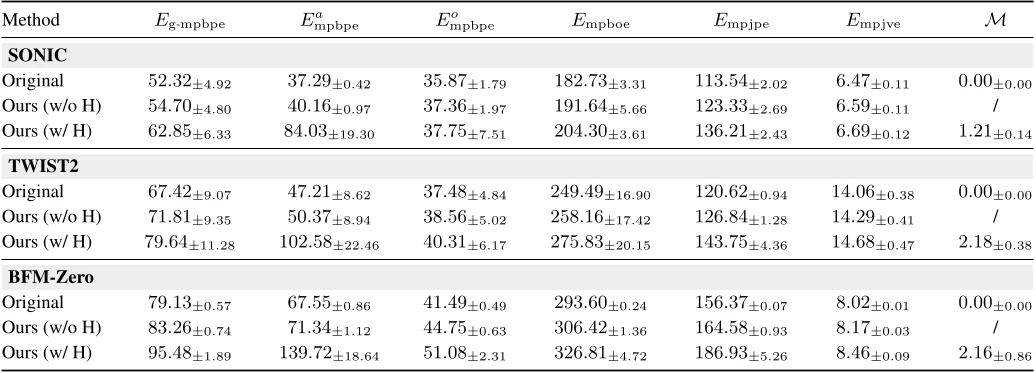 Method E_g-mpbpe E^a_mpbpe E^o_mpbpe E_mpboe E_mpjpe E_mpjve M
SONIC
Original 52.32±4.92 37.29±0.42 35.87±1.79 182.73±3.31 113.54±2.02 6.47±0.11 0.00±0.00
Ours (w/o H) 54.70±4.80 40.16±0.97 37.36±1.97 191.64±5.66 123.33±2.69 6.59±0.11 /
Ours (w/ H) 62.85±6.33 84.03±19.30 37.75±7.51 204.30±3.61 136.21±2.43 6.69±0.12 1.21±0.14
TWIST2
Original 67.42±9.07 47.21±8.62 37.48±4.84 249.49±16.90 120.62±0.94 14.06±0.38 0.00±0.00
Ours (w/o H) 71.81±9.35 50.37±8.94 38.56±5.02 258.16±17.42 126.84±1.28 14.29±0.41 /
Ours (w/ H) 79.64±11.28 102.58±22.46 40.31±6.17 275.83±20.15 143.75±4.36 14.68±0.47 2.18±0.38
BFM-Zero
Original 79.13±0.57 67.55±0.86 41.49±0.49 293.60±0.24 156.37±0.07 8.02±0.01 0.00±0.00
Ours (w/o H) 83.26±0.74 71.34±1.12 44.75±0.63 306.42±1.36 164.58±0.93 8.17±0.03 /
Ours (w/ H) 95.48±1.89 139.72±18.64 51.08±2.31 326.81±4.72 186.93±5.26 8.46±0.09 2.16±0.86